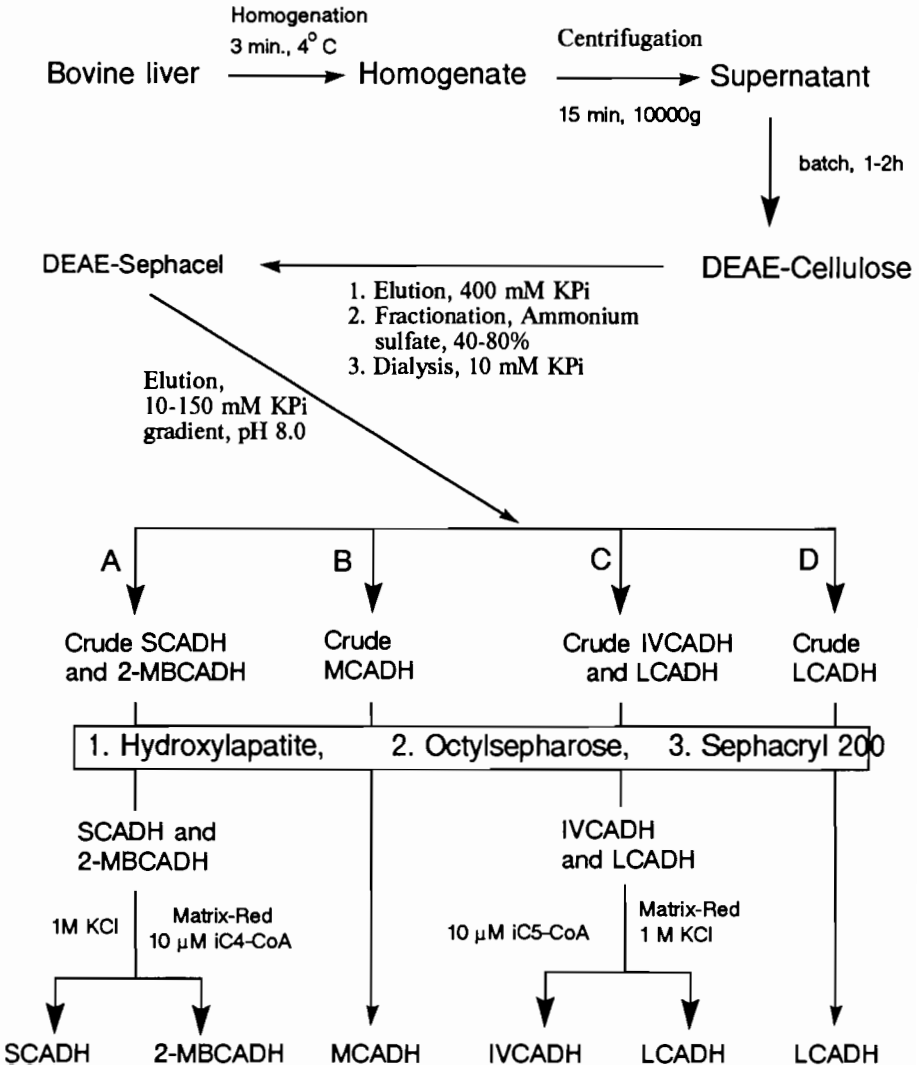 Homogenation
3 min., 4° C
Centrifugation
Bovine liver
Homogenate
Supernatant
15 min, 10000g
batch, 1-2h
DEAE-Sephacel
DEAE-Cellulose
1. Elution, 400 mM KPi
2. Fractionation, Ammonium
sulfate, 40-80%
3. Dialysis, 10 mM KPi
Elution,
10-150 mM KPi
gradient, pH 8.0
A
B
C
D
Crude SCADH
and 2-MBCADH
Crude
MCADH
Crude IVCADH
and LCADH
Crude
LCADH
1. Hydroxylapatite, 2. Octylsepharose, 3. Sephacryl 200
SCADH and
2-MBCADH
IVCADH
and LCADH
1M KCl
Matrix-Red
10 µM iC4-CoA
10 µM iC5-CoA
Matrix-Red
1 M KCl
SCADH
2-MBCADH
MCADH
IVCADH
LCADH
LCADH